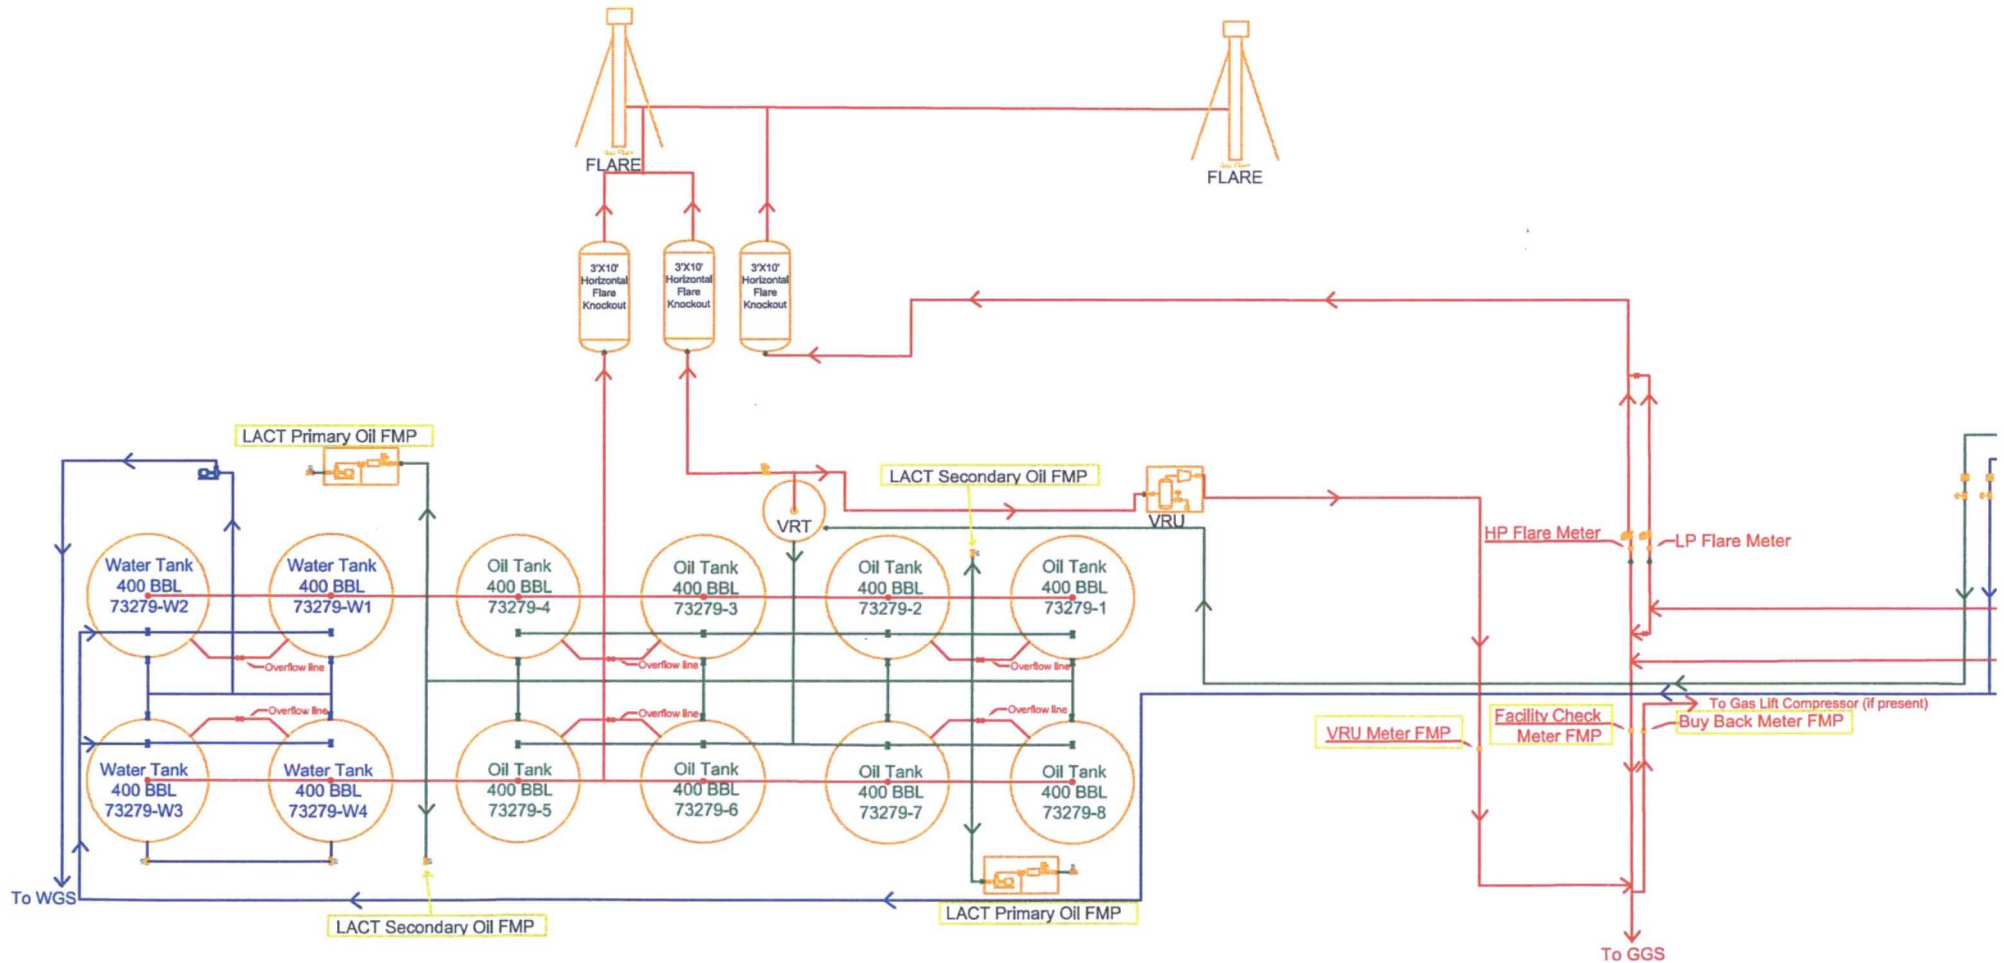 FLARE
FLARE
3'X10'
Horizontal
Flare
Knockout
3'X10'
Horizontal
Flare
Knockout
3'X10'
Horizontal
Flare
Knockout
LACT Primary Oil FMP
LACT Secondary Oil FMP
VRT
VRU
HP Flare Meter
LP Flare Meter
Water Tank
400 BBL
73279-W2
Water Tank
400 BBL
73279-W1
Oil Tank
400 BBL
73279-4
Oil Tank
400 BBL
73279-3
Oil Tank
400 BBL
73279-2
Oil Tank
400 BBL
73279-1
Overflow line
Overflow line
Overflow line
Overflow line
Overflow line
Overflow line
To Gas Lift Compressor (if present)
VRU Meter FMP
Facility Check
Meter FMP
Buy Back Meter FMP
Water Tank
400 BBL
73279-W3
Water Tank
400 BBL
73279-W4
Oil Tank
400 BBL
73279-5
Oil Tank
400 BBL
73279-6
Oil Tank
400 BBL
73279-7
Oil Tank
400 BBL
73279-8
To WGS
LACT Secondary Oil FMP
LACT Primary Oil FMP
To GGS